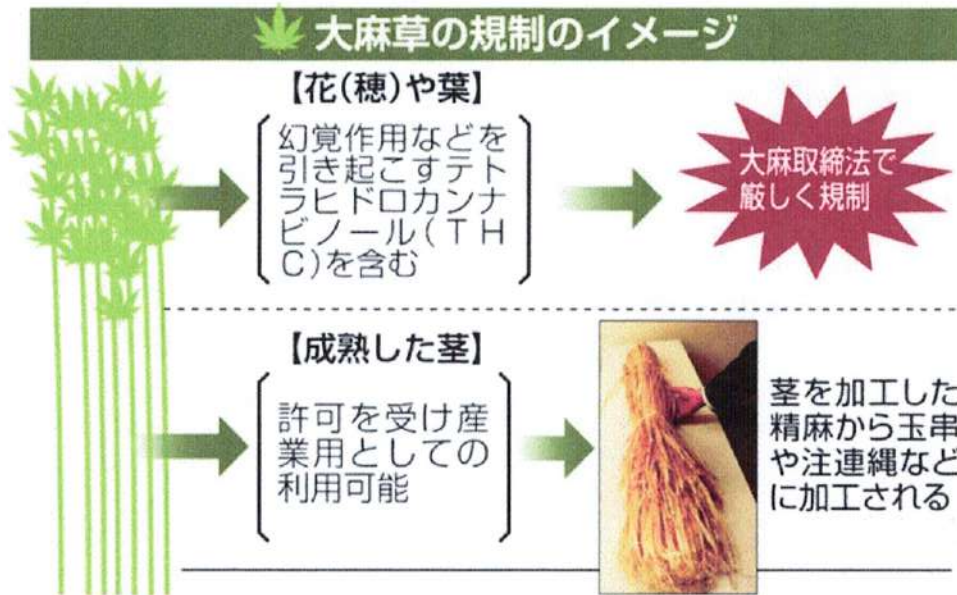 大麻草の規制のイメージ
【花(穂)や葉】
幻覚作用などを
引き起こすテト
ラヒドロカンナ
ビノール(TH
C)を含む
大麻取締法で
厳しく規制
【成熟した茎】
許可を受け産
業用としての
利用可能
茎を加工した
精麻から玉串
や注連縄など
に加工される